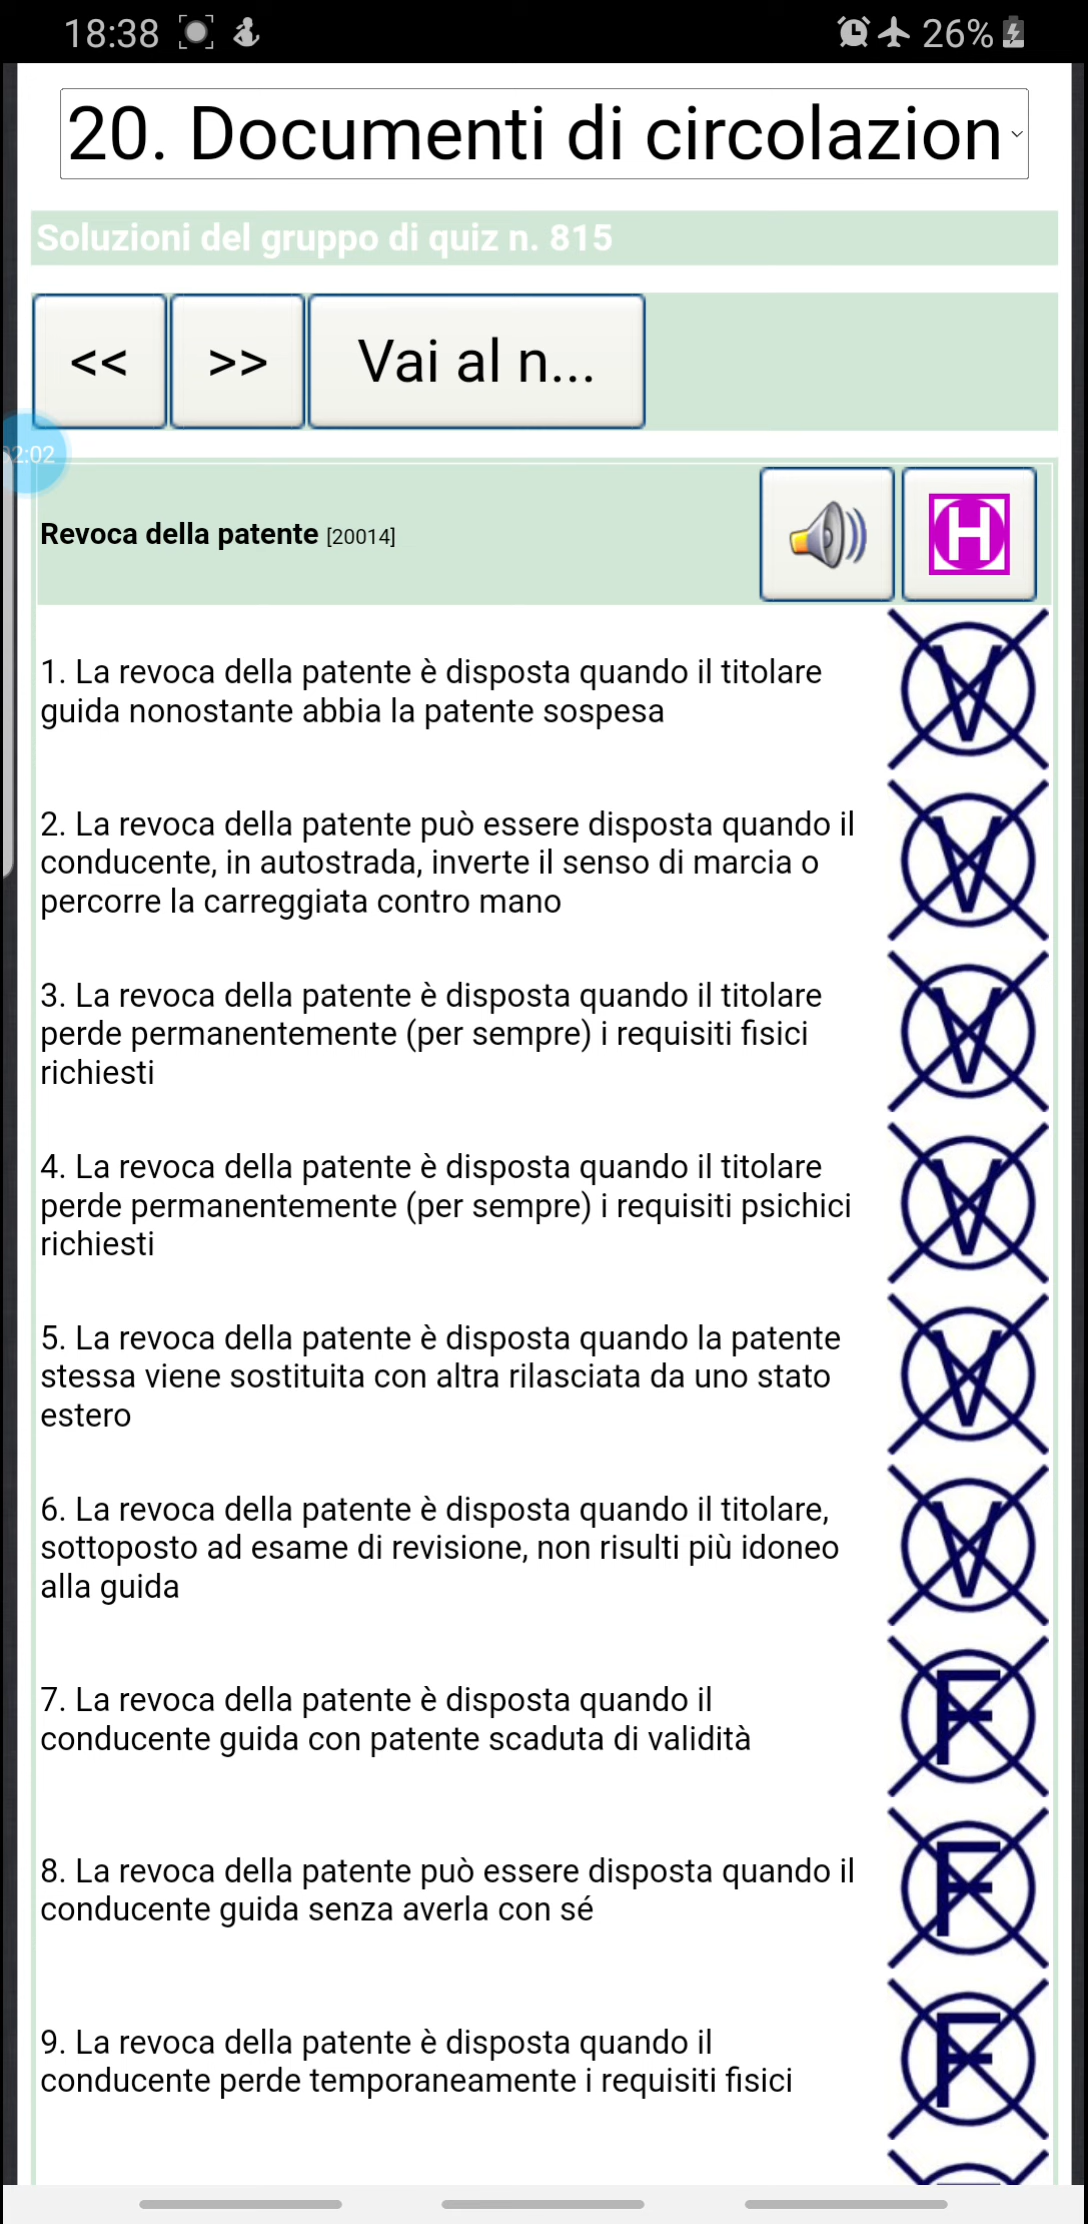 18:38
26%
20. Documenti di circolazion
Soluzioni del gruppo di quiz n. 815
<< >> Vai al n...
2:02
Revoca della patente [20014]
H
1. La revoca della patente è disposta quando il titolare
guida nonostante abbia la patente sospesa
V
2. La revoca della patente può essere disposta quando il
conducente, in autostrada, inverte il senso di marcia o
percorre la carreggiata contro mano
V
3. La revoca della patente è disposta quando il titolare
perde permanentemente (per sempre) i requisiti fisici
richiesti
V
4. La revoca della patente è disposta quando il titolare
perde permanentemente (per sempre) i requisiti psichici
richiesti
V
5. La revoca della patente è disposta quando la patente
stessa viene sostituita con altra rilasciata da uno stato
estero
V
6. La revoca della patente è disposta quando il titolare,
sottoposto ad esame di revisione, non risulti più idoneo
alla guida
V
7. La revoca della patente è disposta quando il
conducente guida con patente scaduta di validità
F
8. La revoca della patente può essere disposta quando il
conducente guida senza averla con sé
F
9. La revoca della patente è disposta quando il
conducente perde temporaneamente i requisiti fisici
F